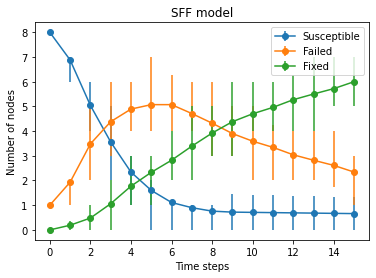 SFF model
Susceptible
Failed
Fixed
Number of nodes
8
7
6
5
4
3
2
1
0
0 2 4 6 8 10 12 14
Time steps